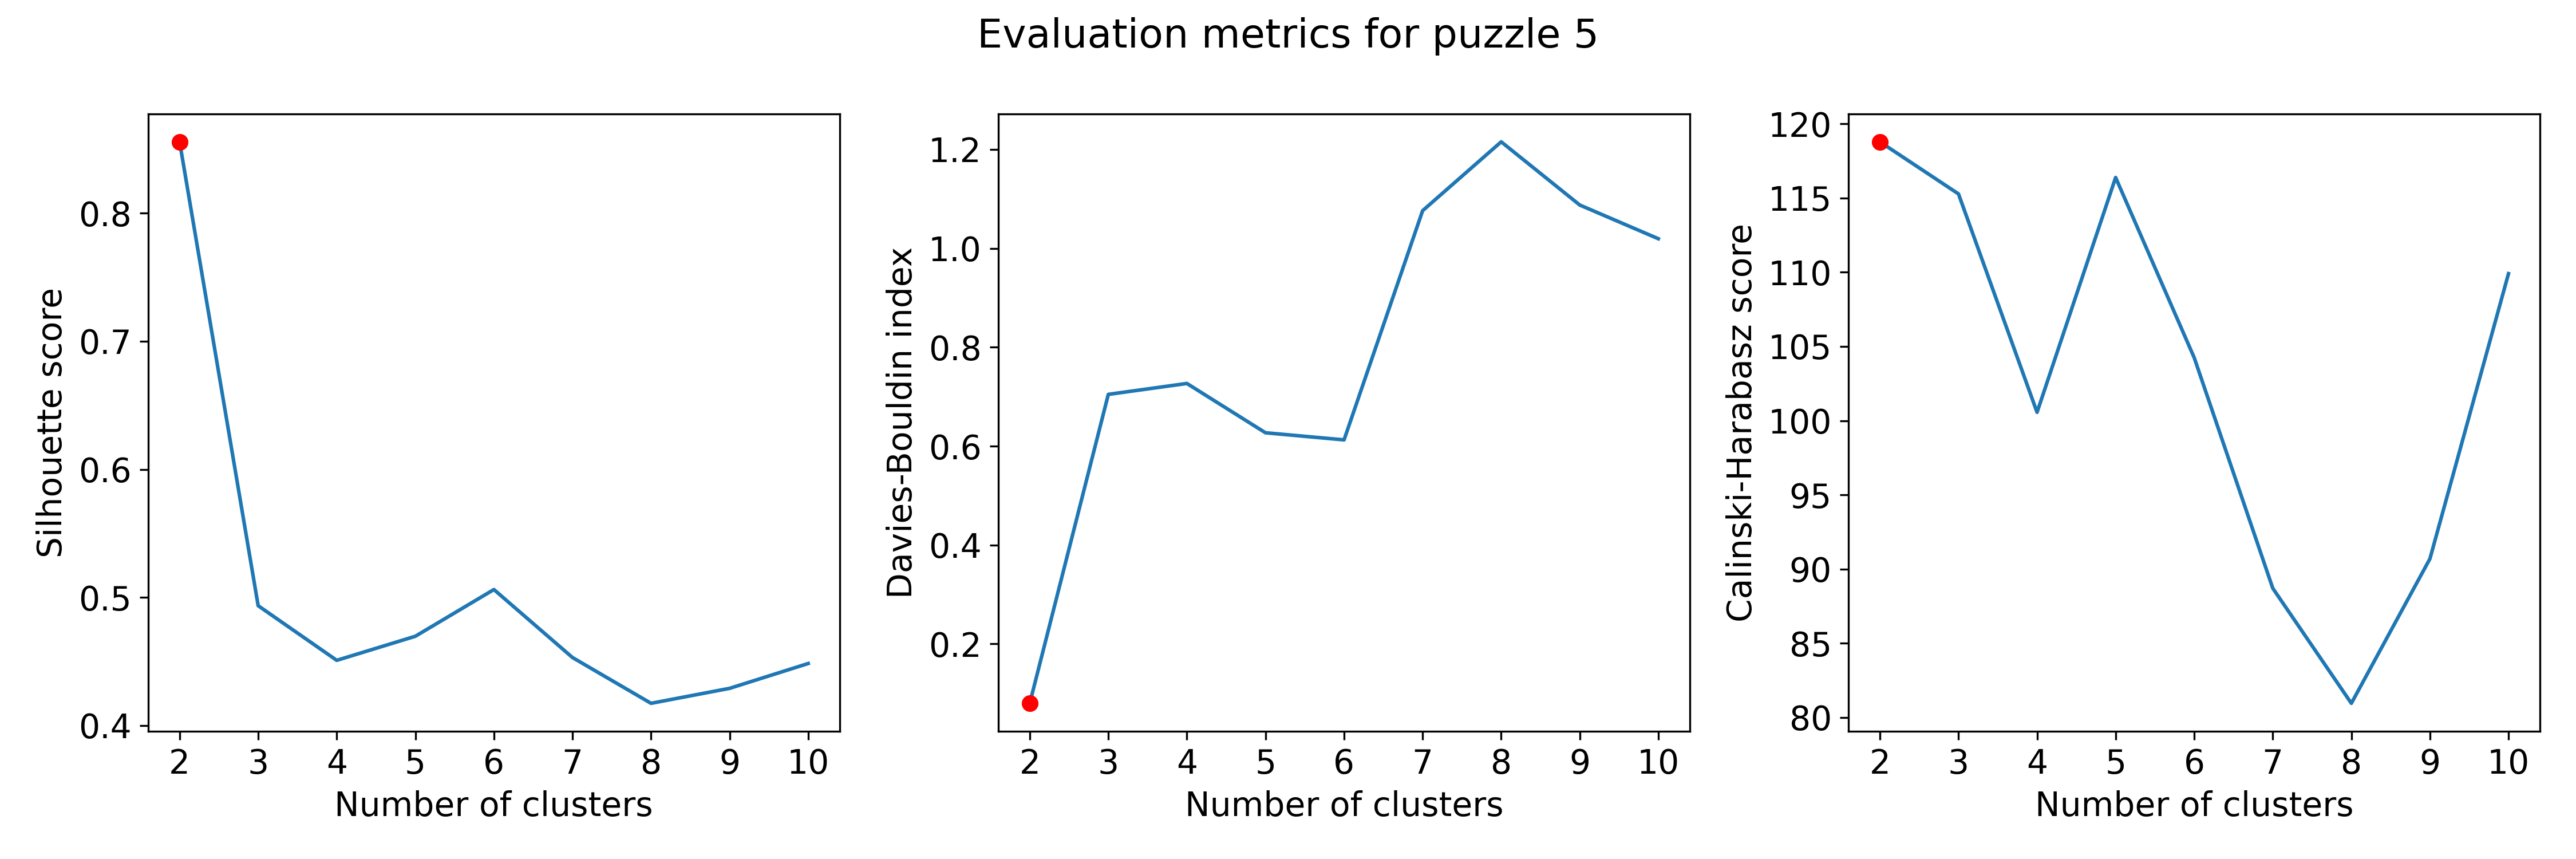 Evaluation metrics for puzzle 5
Silhouette score
0.8
0.7
0.6
0.5
0.4
2 3 4 5 6 7 8 9 10
Number of clusters
Davies-Bouldin index
1.2
1.0
0.8
0.6
0.4
0.2
2 3 4 5 6 7 8 9 10
Number of clusters
Calinski-Harabasz score
120
115
110
105
100
95
90
85
80
2 3 4 5 6 7 8 9 10
Number of clusters